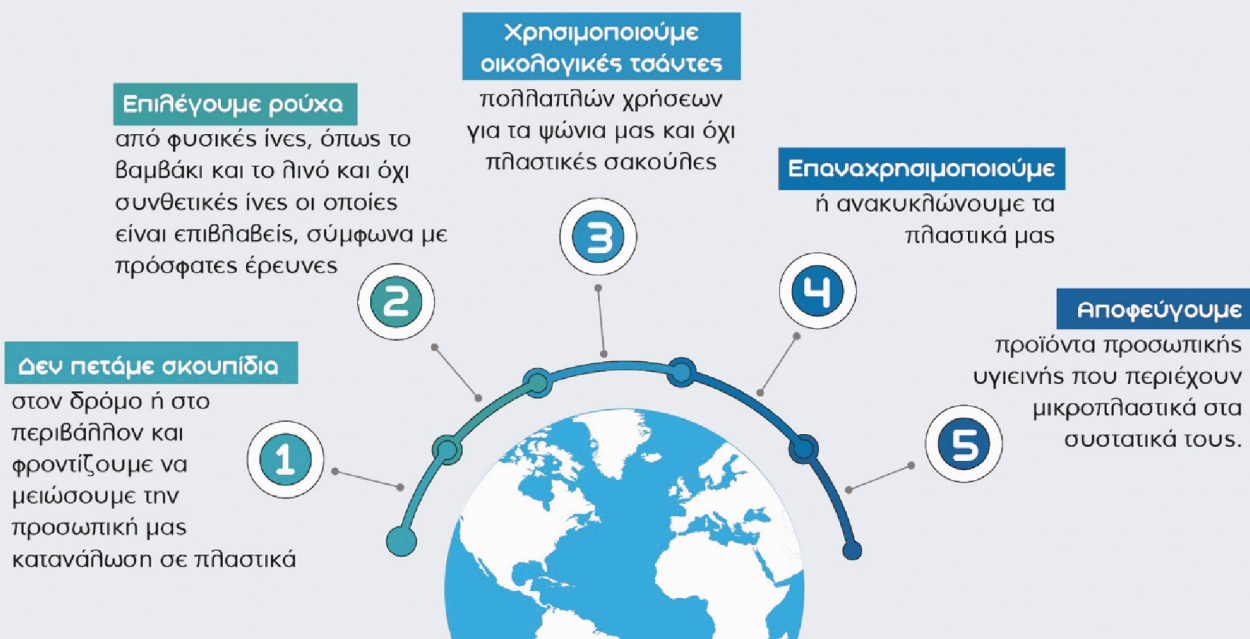 Δεν πετάμε σκουπίδια
στον δρόμο ή στο
περιβάλλον και
φροντίζουμε να
μειώσουμε την
προσωπική μας
κατανάλωση σε πλαστικά
1
Επιλέγουμε ρούχα
από φυσικές ίνες, όπως το
βαμβάκι και το λινό και όχι
συνθετικές ίνες οι οποίες
είναι επιβλαβείς, σύμφωνα με
πρόσφατες έρευνες
2
Χρησιμοποιούμε
οικολογικές τσάντες
πολλαπλών χρήσεων
για τα ψώνια μας και όχι
πλαστικές σακούλες
3
Επαναχρησιμοποιούμε
ή ανακυκλώνουμε τα
πλαστικά μας
4
Αποφεύγουμε
προϊόντα προσωπικής
υγιεινής που περιέχουν
μικροπλαστικά στα
συστατικά τους.
5